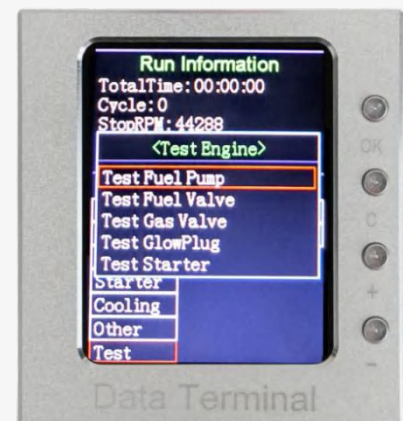 Run Information
TotalTime:00:00:00
Cycle:0
StopRPM:44288
<Test Engine>
Test Fuel Pump
Test Fuel Valve
Test Gas Valve
Test GlowPlug
Test Starter
Starter
Cooling
Other
Test
OK
C
+
-
Data Terminal